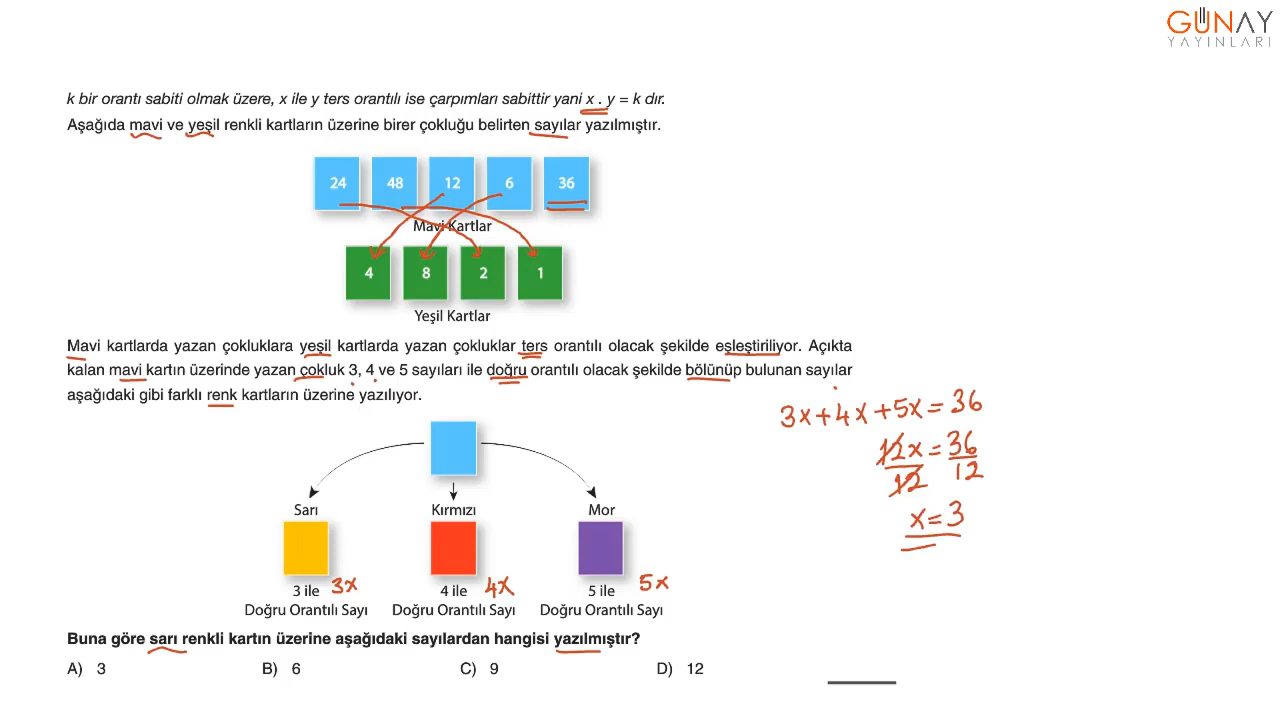 GÜNAY
YAYINLARI
k bir orantı sabiti olmak üzere, x ile y ters orantılı ise çarpımları sabittir yani x . y = k dır.
Aşağıda mavi ve yeşil renkli kartların üzerine birer çokluğu belirten sayılar yazılmıştır.
24 48 12 6 36
Mavi Kartlar
4 8 2 1
Yeşil Kartlar
Mavi kartlarda yazan çokluklara yeşil kartlarda yazan çokluklar ters orantılı olacak şekilde eşleştiriliyor. Açıkta
kalan mavi kartın üzerinde yazan çokluk 3, 4 ve 5 sayıları ile doğru orantılı olacak şekilde bölünüp bulunan sayılar
aşağıdaki gibi farklı renk kartların üzerine yazılıyor.
3x+4x+5x=36
12x=36
12 12
x=3
Sarı Kırmızı Mor
3 ile 3x 4 ile 4x 5 ile 5x
Doğru Orantılı Sayı Doğru Orantılı Sayı Doğru Orantılı Sayı
Buna göre sarı renkli kartın üzerine aşağıdaki sayılardan hangisi yazılmıştır?
A) 3 B) 6 C) 9 D) 12